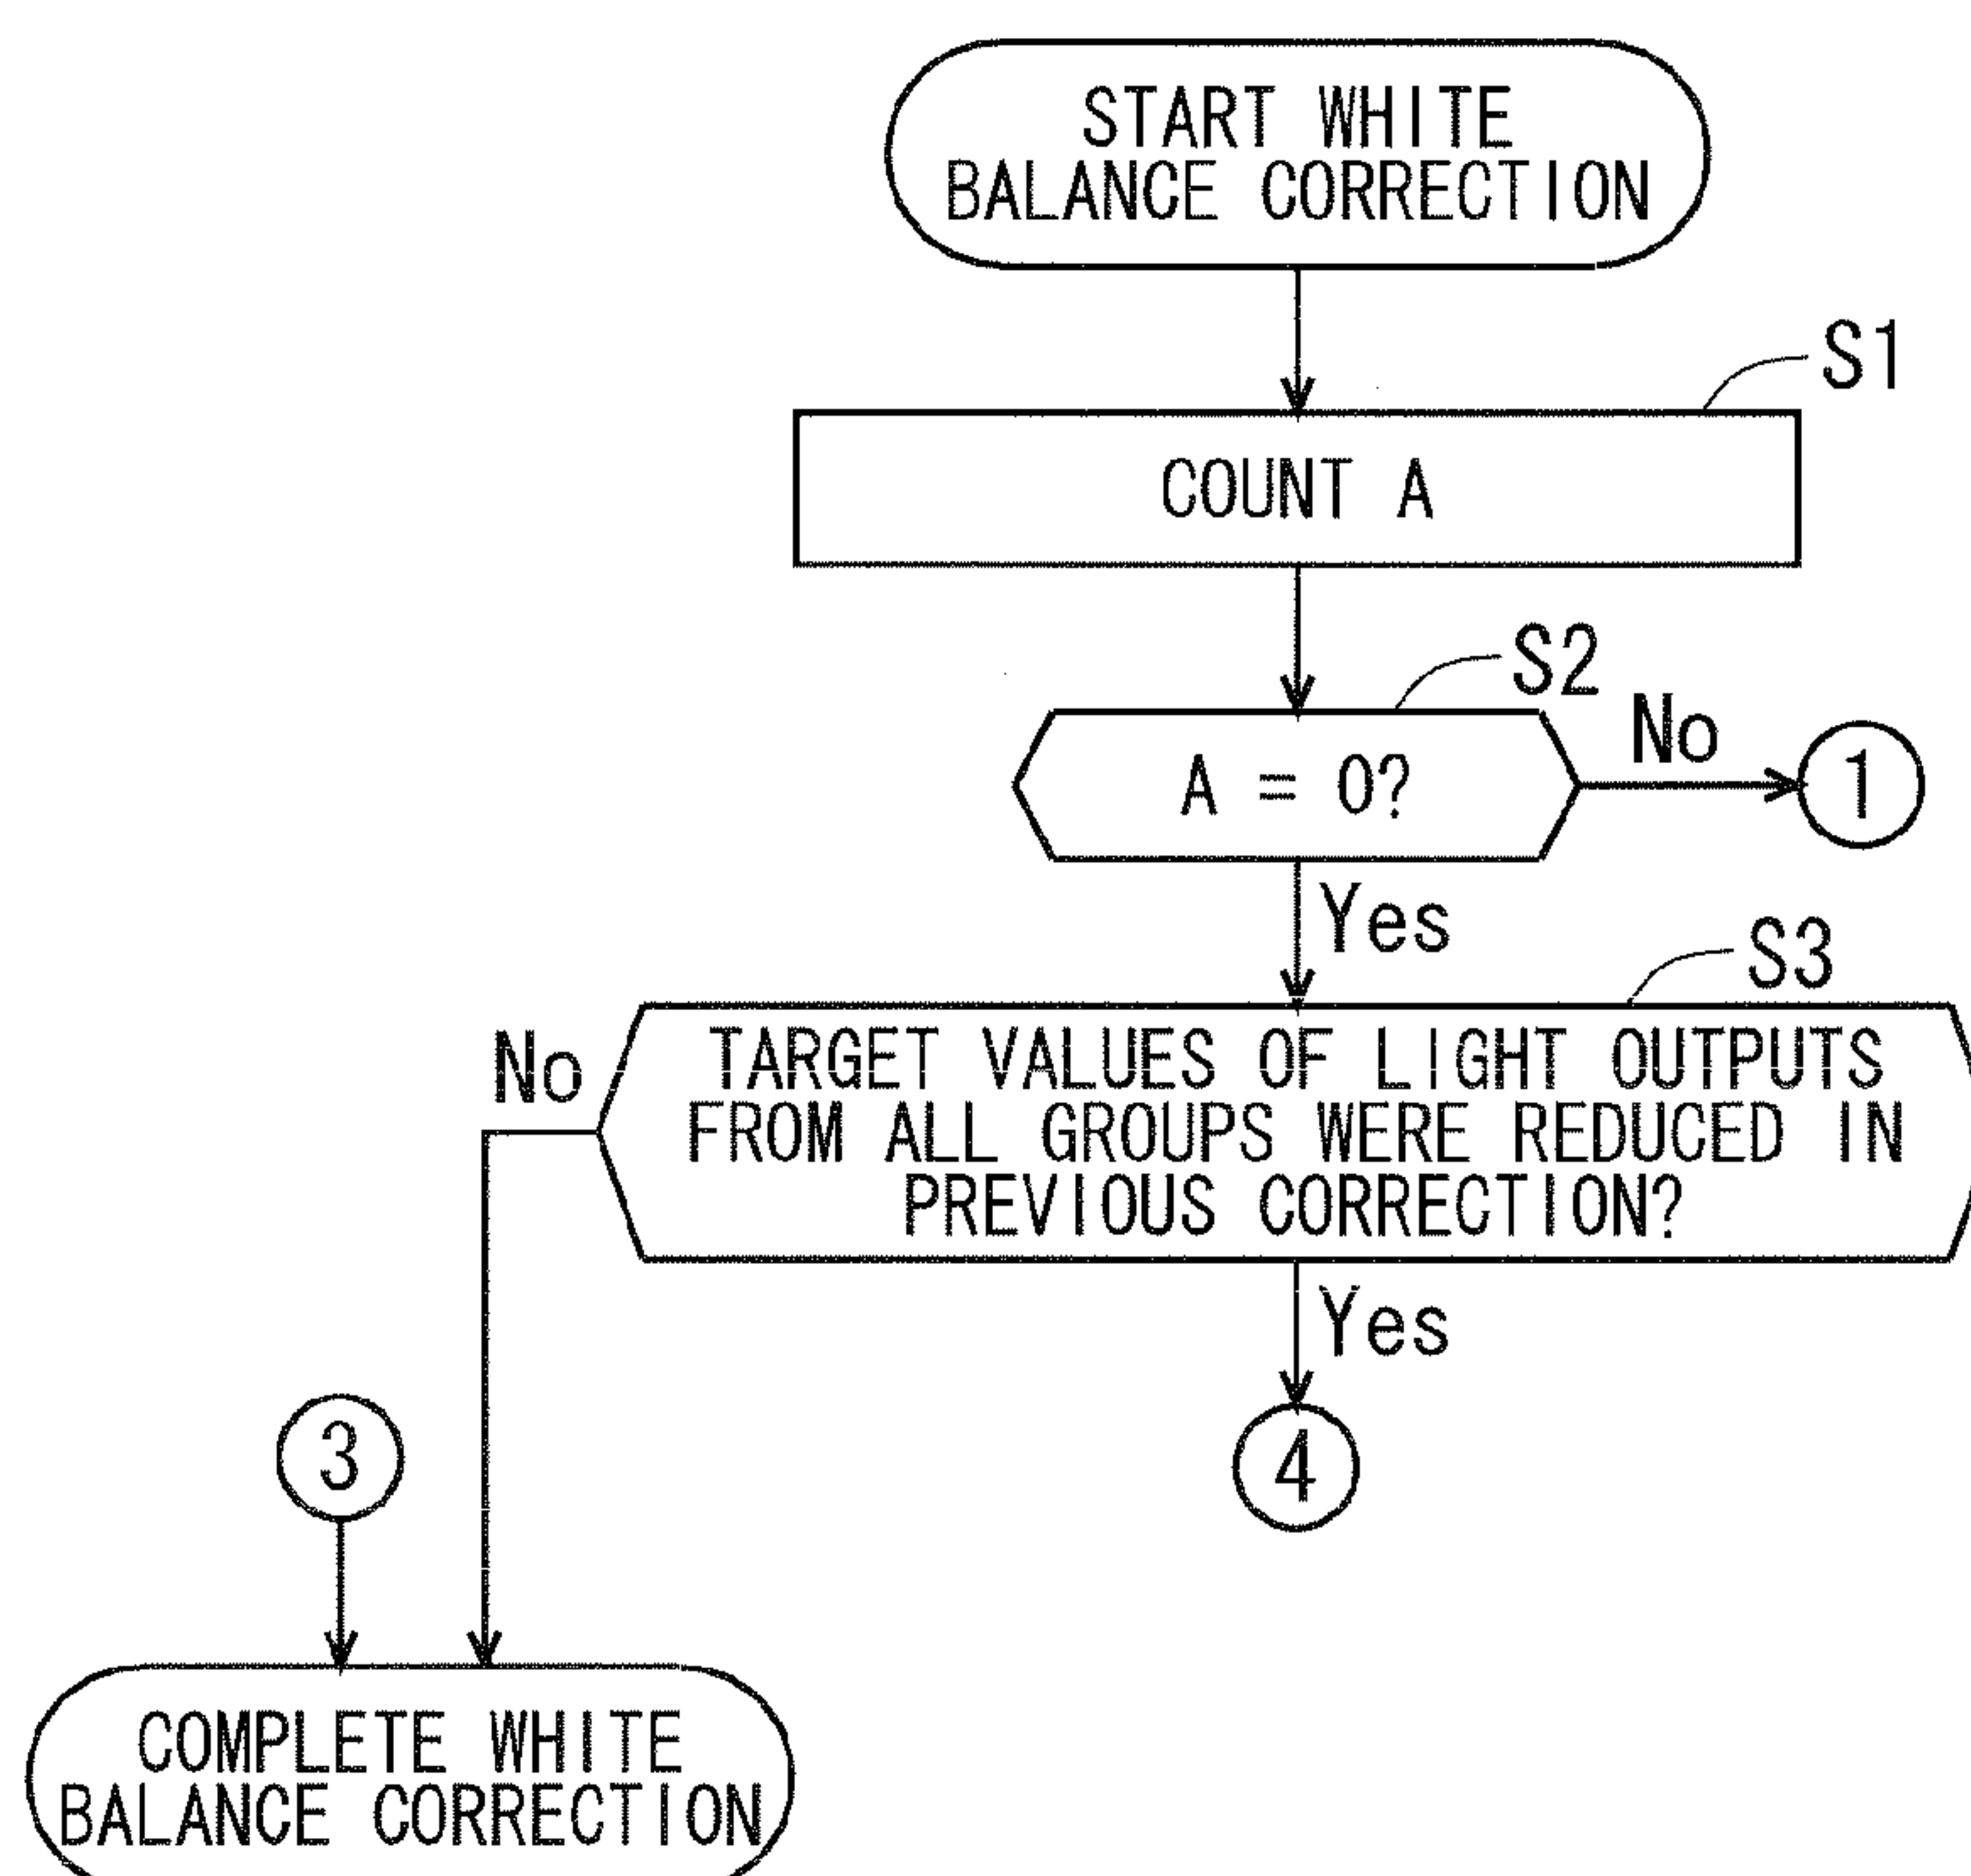 START WHITE
BALANCE CORRECTION
S1
COUNT A
S2
A = 0?
No
1
Yes
S3
No
TARGET VALUES OF LIGHT OUTPUTS
FROM ALL GROUPS WERE REDUCED IN
PREVIOUS CORRECTION?
Yes
3
4
COMPLETE WHITE
BALANCE CORRECTION